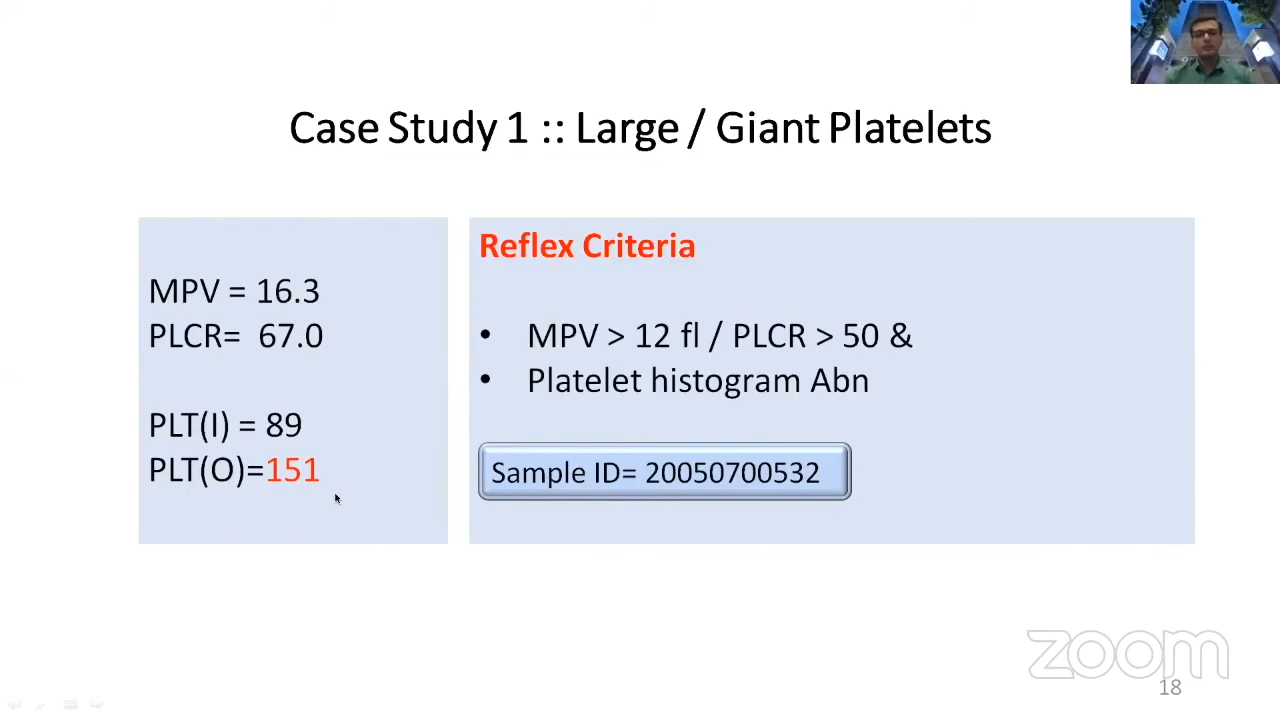 Case Study 1 :: Large / Giant Platelets
MPV = 16.3
PLCR= 67.0
PLT(I) = 89
PLT(O)=151
Reflex Criteria
• MPV > 12 fl / PLCR > 50 &
• Platelet histogram Abn
Sample ID= 20050700532
zoom
18